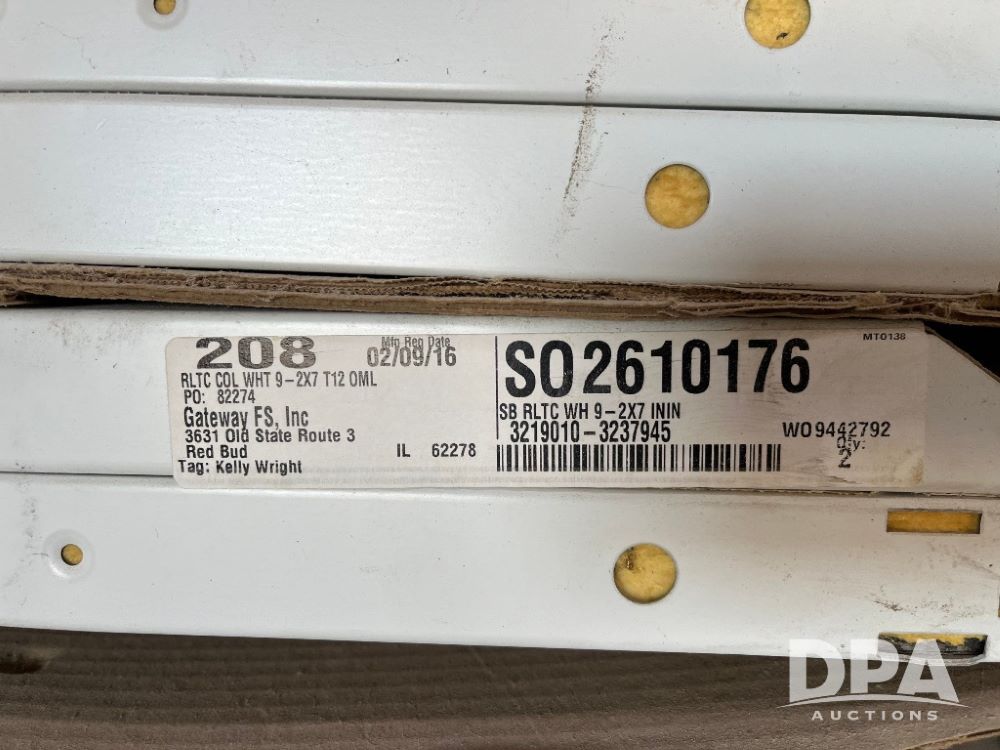 208
Mfg Req Date
02/09/16
RLTC COL WHT 9-2X7 T12 OML
PO: 82274
Gateway FS, Inc
3631 Old State Route 3
Red Bud IL 62278
Tag: Kelly Wright
MT0138
SO2610176
SB RLTC WH 9-2X7 ININ
3219010-3237945
WO9442792
Qty:
2
DPA
AUCTIONS